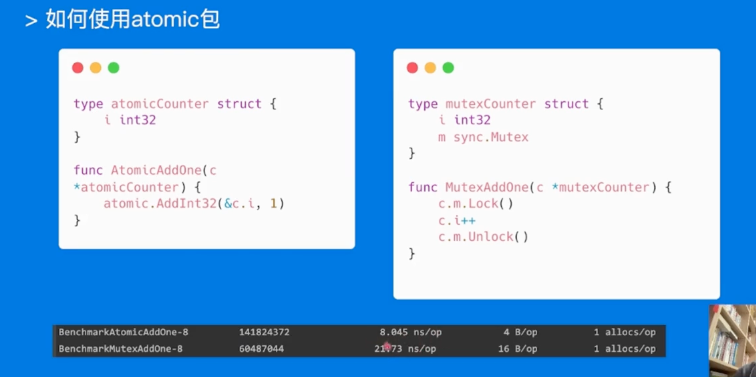 > 如何使用atomic包
type atomicCounter struct {
    i int32
}
func AtomicAddOne(c
*atomicCounter) {
    atomic.AddInt32(&c.i, 1)
}
type mutexCounter struct {
    i int32
    m sync.Mutex
}
func MutexAddOne(c *mutexCounter) {
    c.m.Lock()
    c.i++
    c.m.Unlock()
}
BenchmarkAtomicAddOne-8 141824372 8.045 ns/op 4 B/op 1 allocs/op
BenchmarkMutexAddOne-8 60487044 21.73 ns/op 16 B/op 1 allocs/op